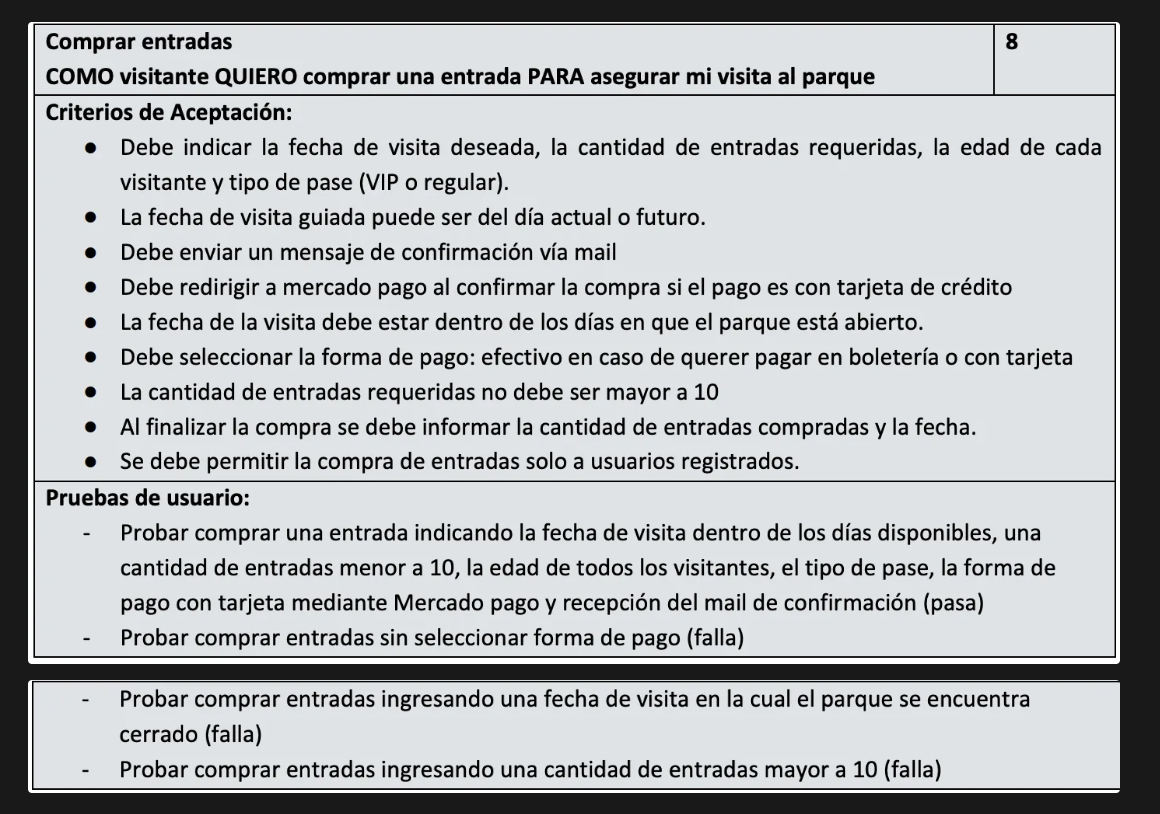 Comprar entradas
8
COMO visitante QUIERO comprar una entrada PARA asegurar mi visita al parque
Criterios de Aceptación:
● Debe indicar la fecha de visita deseada, la cantidad de entradas requeridas, la edad de cada
visitante y tipo de pase (VIP o regular).
● La fecha de visita guiada puede ser del día actual o futuro.
● Debe enviar un mensaje de confirmación vía mail
● Debe redirigir a mercado pago al confirmar la compra si el pago es con tarjeta de crédito
● La fecha de la visita debe estar dentro de los días en que el parque está abierto.
● Debe seleccionar la forma de pago: efectivo en caso de querer pagar en boletería o con tarjeta
● La cantidad de entradas requeridas no debe ser mayor a 10
● Al finalizar la compra se debe informar la cantidad de entradas compradas y la fecha.
● Se debe permitir la compra de entradas solo a usuarios registrados.
Pruebas de usuario:
- Probar comprar una entrada indicando la fecha de visita dentro de los días disponibles, una
cantidad de entradas menor a 10, la edad de todos los visitantes, el tipo de pase, la forma de
pago con tarjeta mediante Mercado pago y recepción del mail de confirmación (pasa)
- Probar comprar entradas sin seleccionar forma de pago (falla)
- Probar comprar entradas ingresando una fecha de visita en la cual el parque se encuentra
cerrado (falla)
- Probar comprar entradas ingresando una cantidad de entradas mayor a 10 (falla)